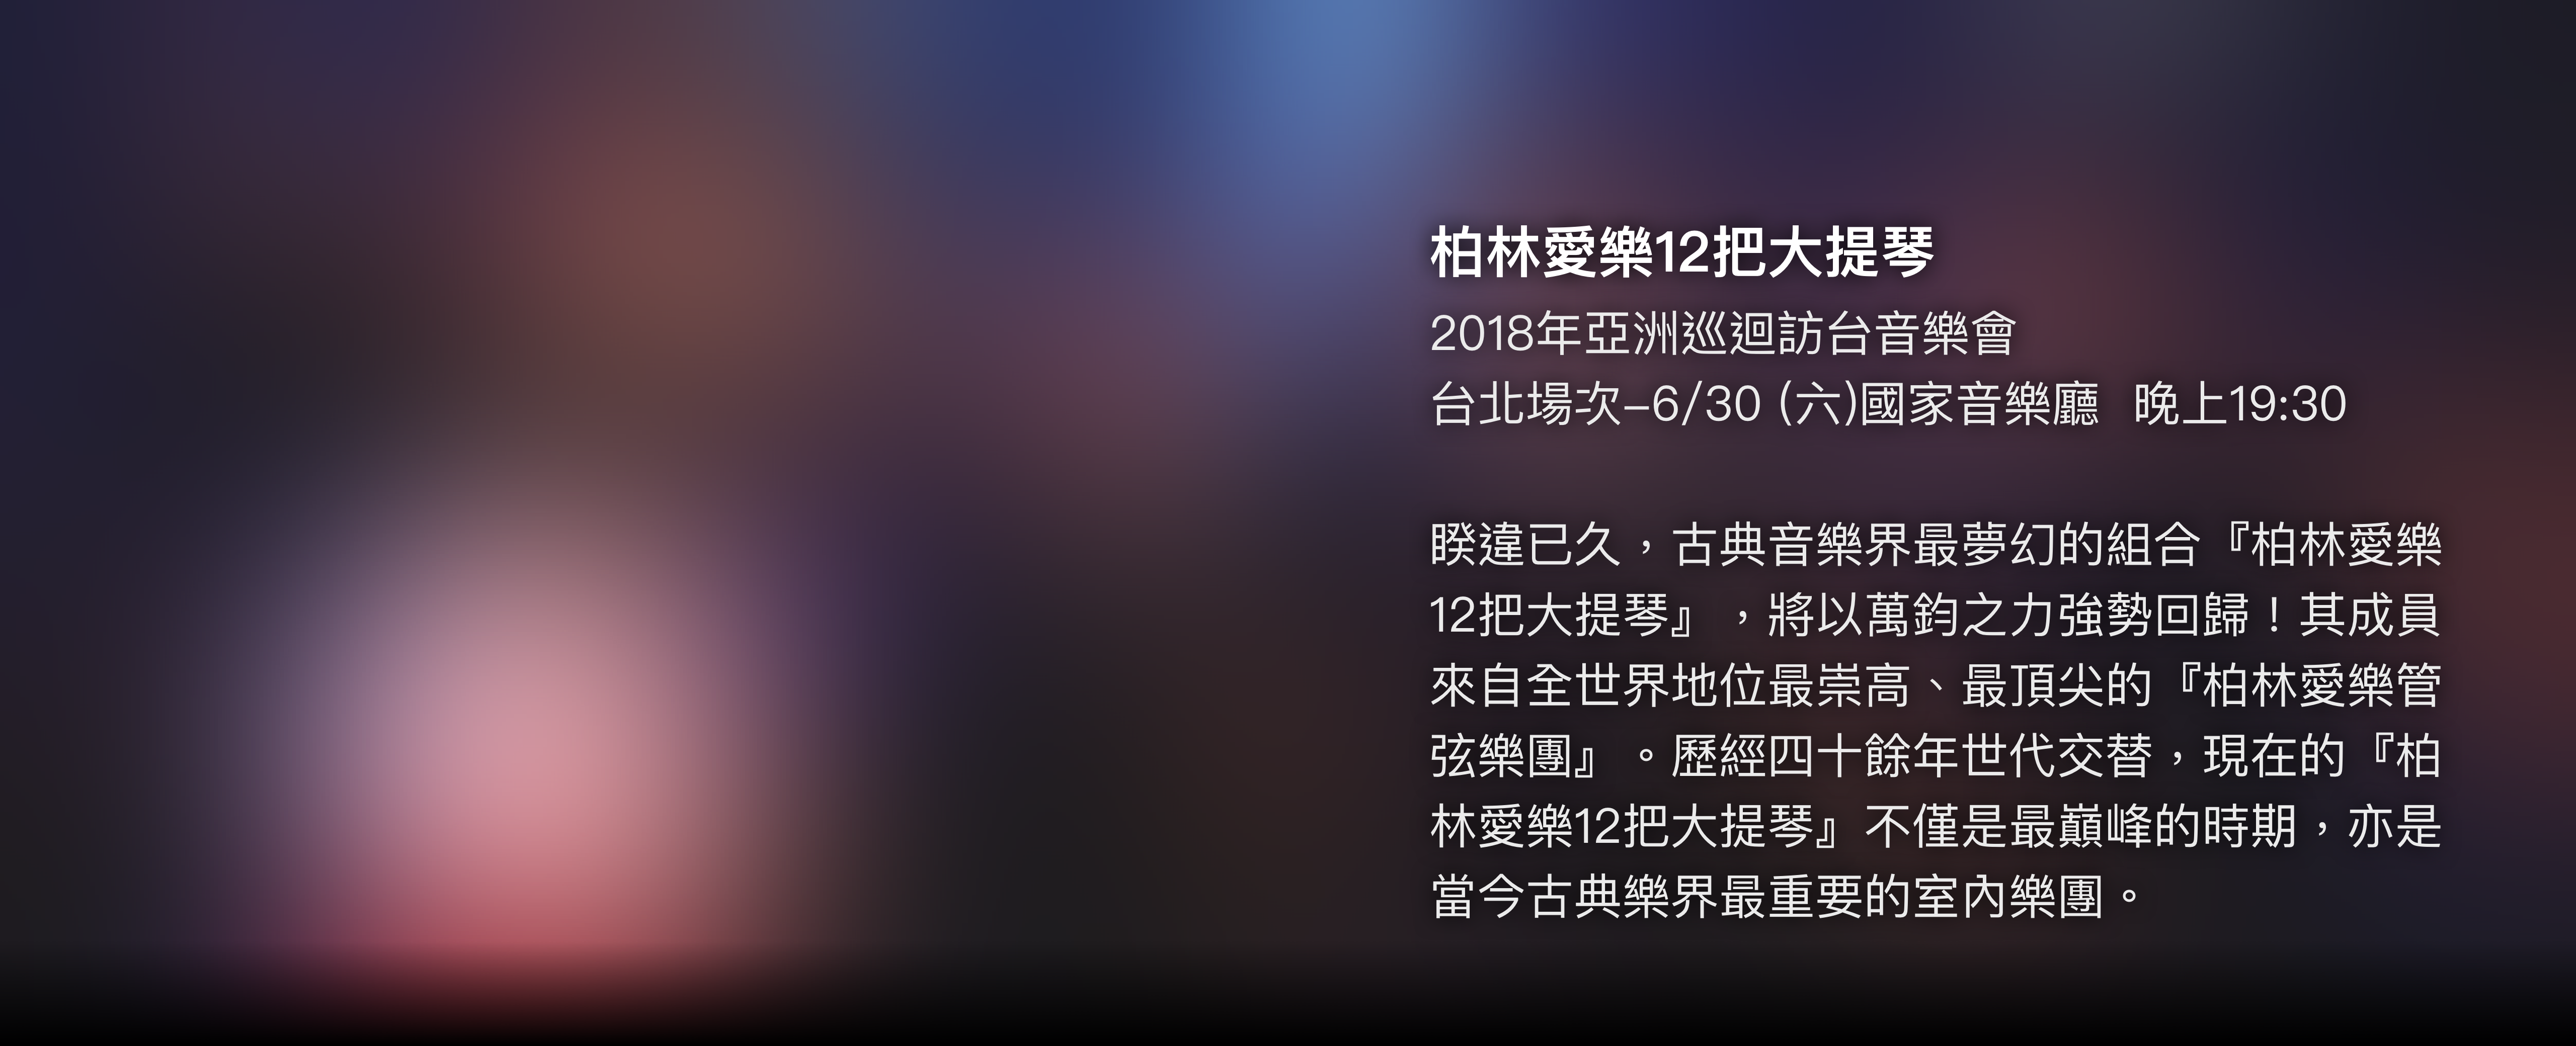 柏林愛樂12把大提琴
2018年亞洲巡迴訪台音樂會
台北場次–6/30 (六)國家音樂廳  晚上19:30
睽違已久，古典音樂界最夢幻的組合『柏林愛樂
12把大提琴』，將以萬鈞之力強勢回歸！其成員
來自全世界地位最崇高、最頂尖的『柏林愛樂管
弦樂團』。歷經四十餘年世代交替，現在的『柏
林愛樂12把大提琴』不僅是最巔峰的時期，亦是
當今古典樂界最重要的室內樂團。